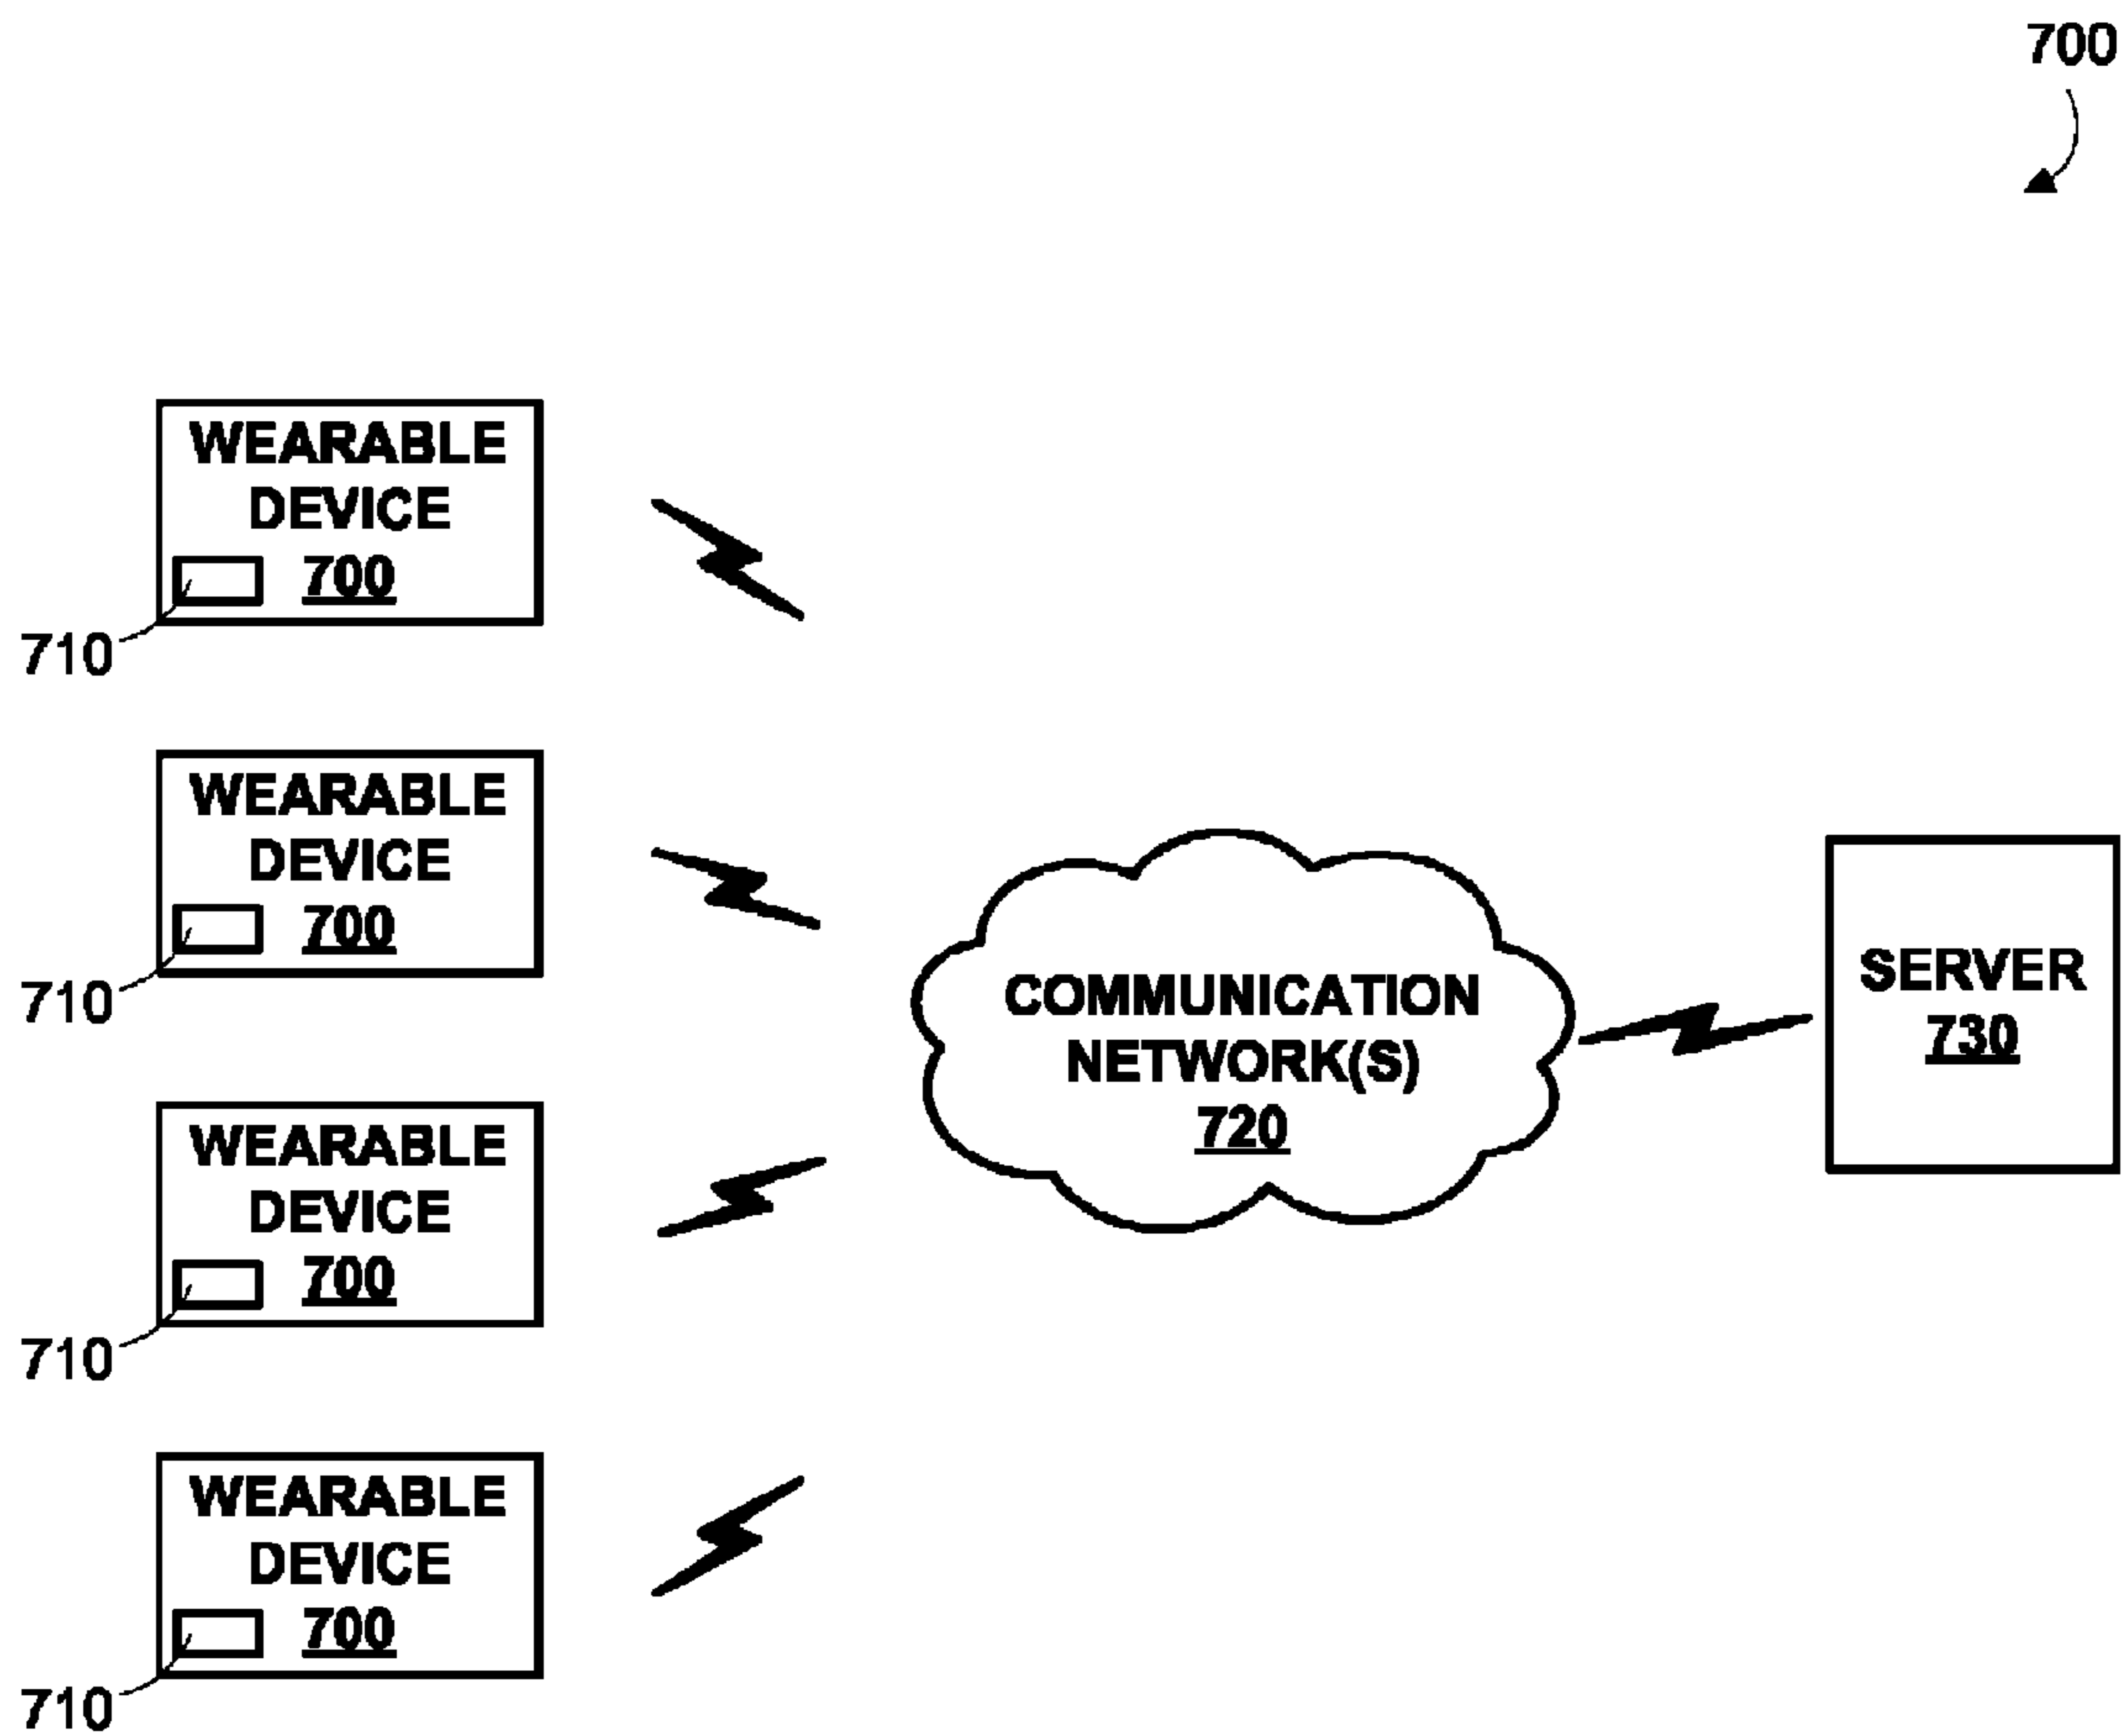 700
WEARABLE
DEVICE
700
710
WEARABLE
DEVICE
700
710
WEARABLE
DEVICE
700
710
WEARABLE
DEVICE
700
710
COMMUNICATION
NETWORK(S)
720
SERVER
730